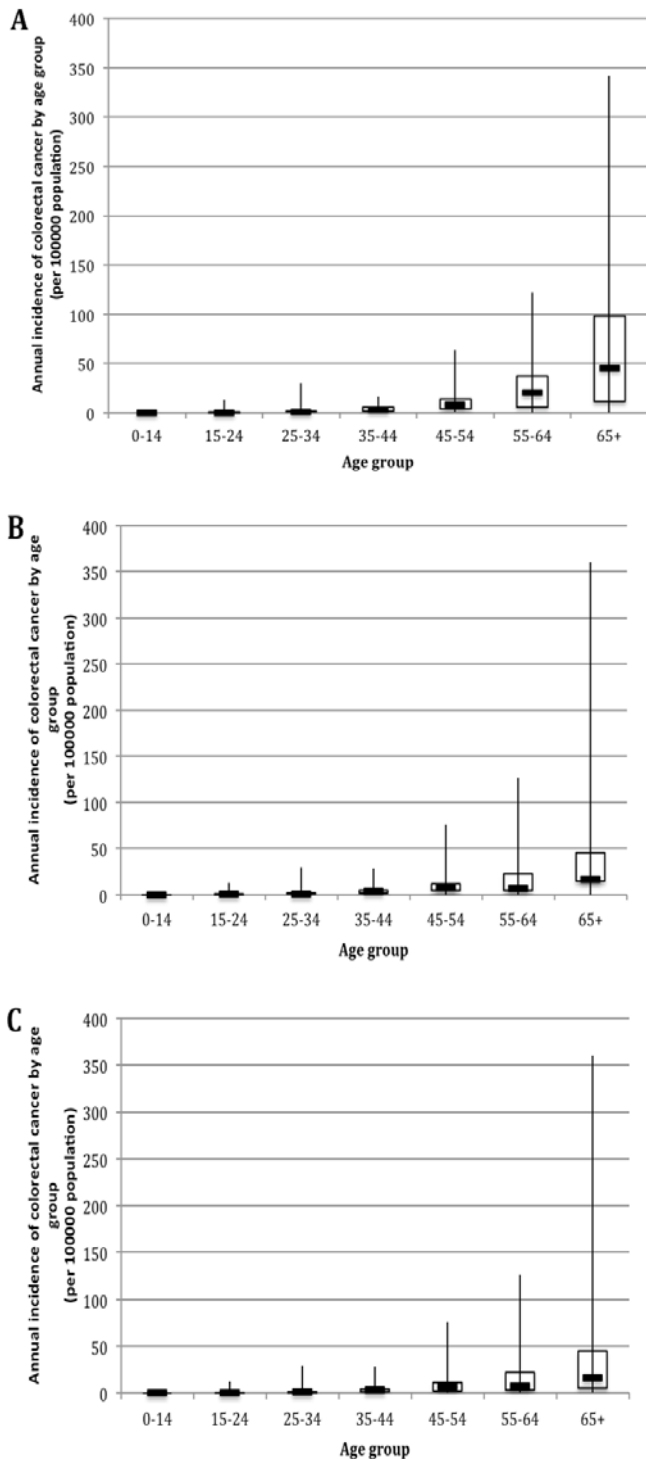 A
Annual incidence of colorectal cancer by age group
(per 100000 population)
400
350
300
250
200
150
100
50
0
0-14 15-24 25-34 35-44 45-54 55-64 65+
Age group
B
Annual incidence of colorectal cancer by age
group
(per 100000 population)
400
350
300
250
200
150
100
50
0
0-14 15-24 25-34 35-44 45-54 55-64 65+
Age group
C
Annual incidence of colorectal cancer by age
group
(per 100000 population)
400
350
300
250
200
150
100
50
0
0-14 15-24 25-34 35-44 45-54 55-64 65+
Age group